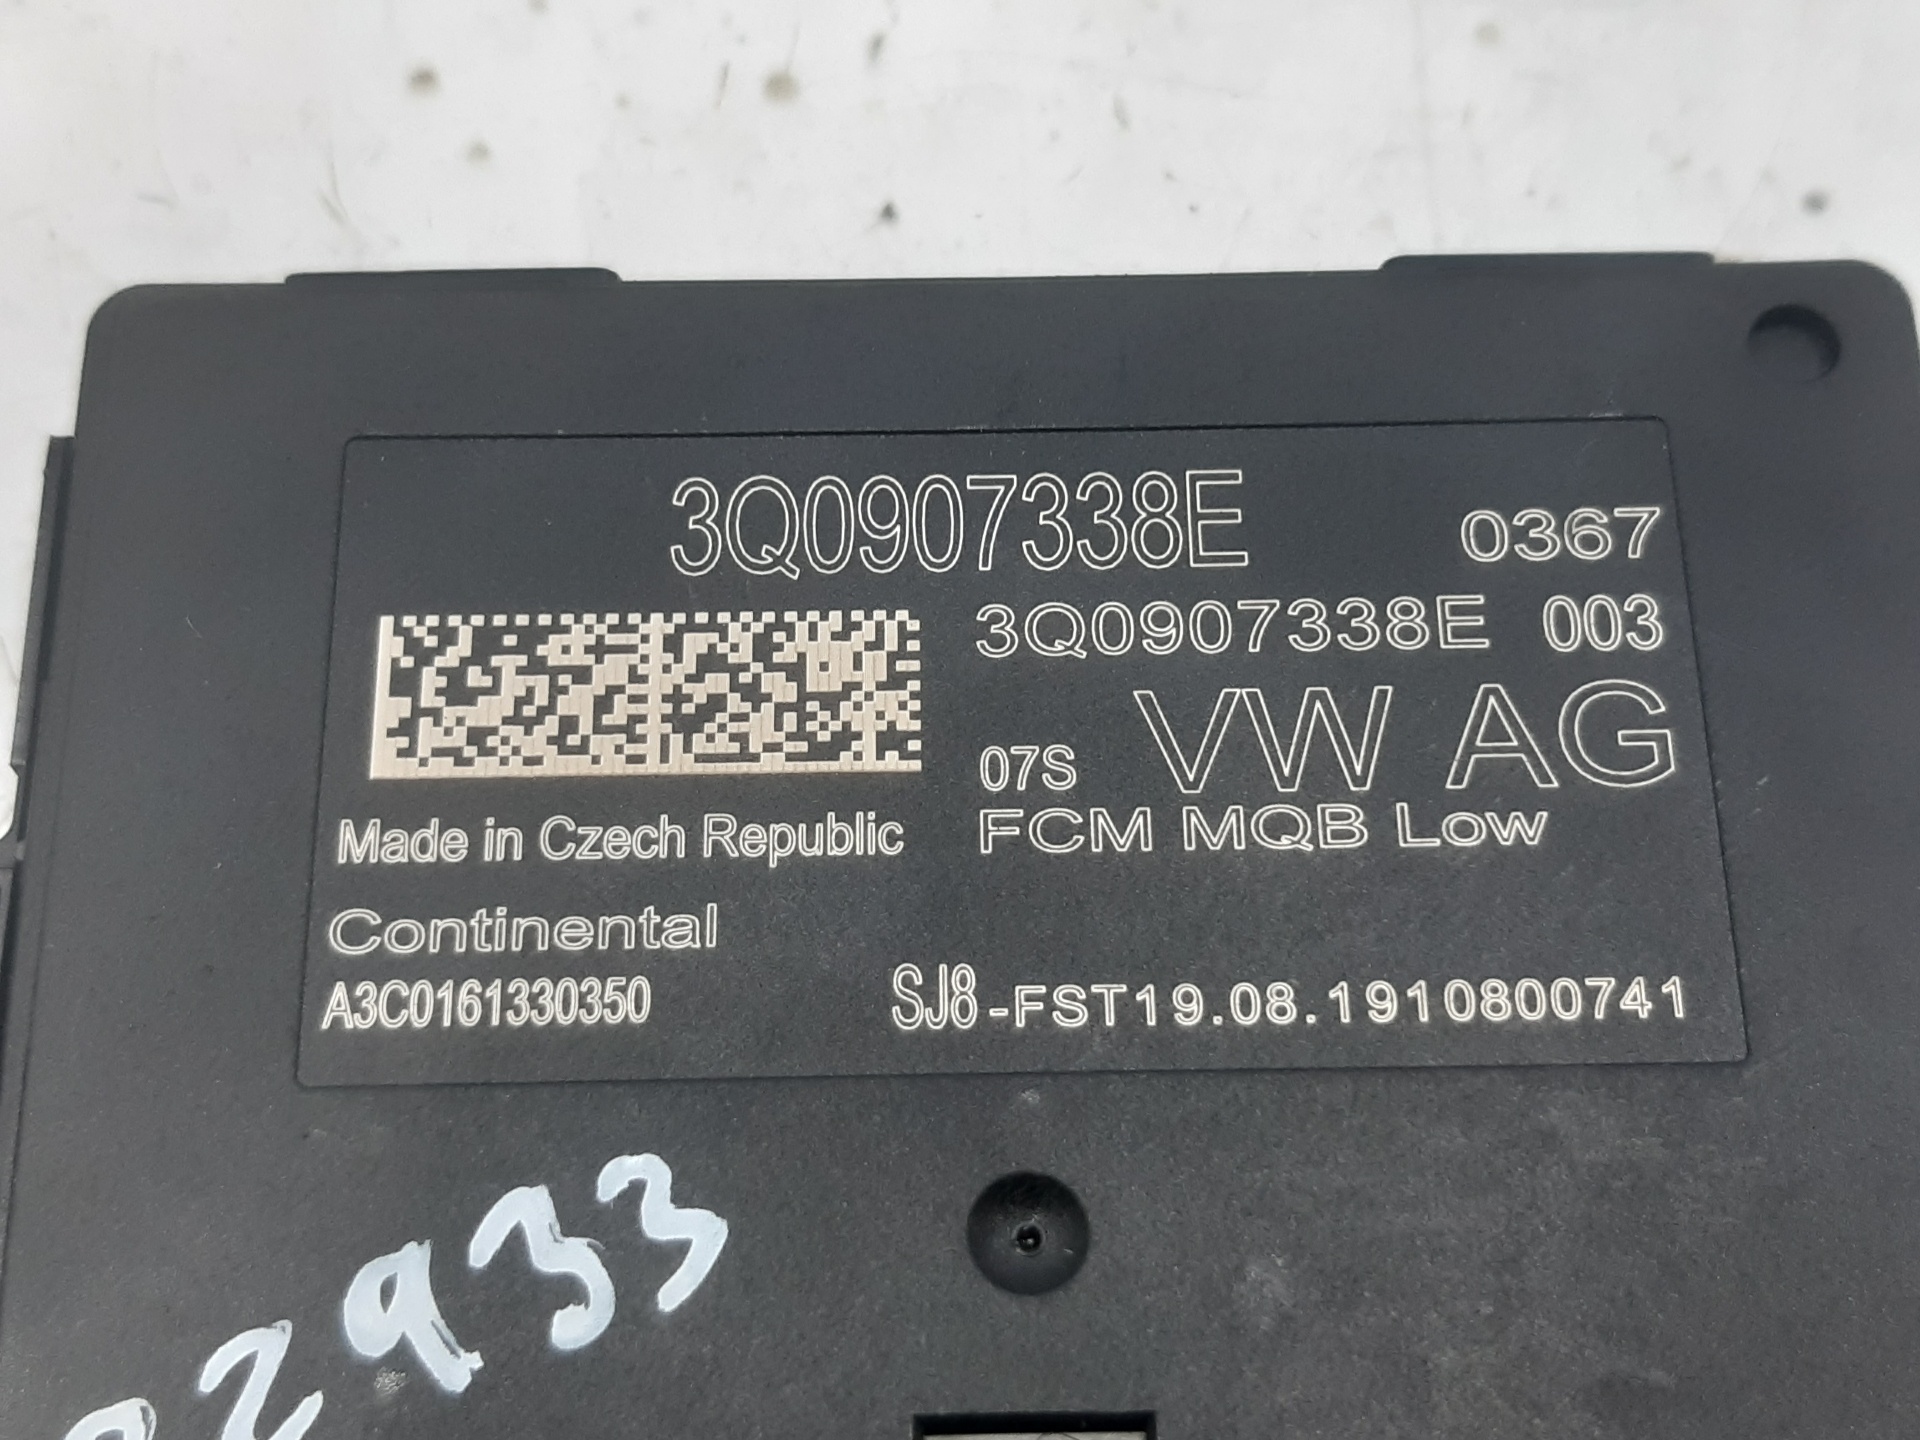 3Q0907338E 0367
3Q0907338E 003
07S VW AG
Made in Czech Republic FCM MQB Low
Continental
A3C0161330350 SJ8-FST19.08.1910800741
2933